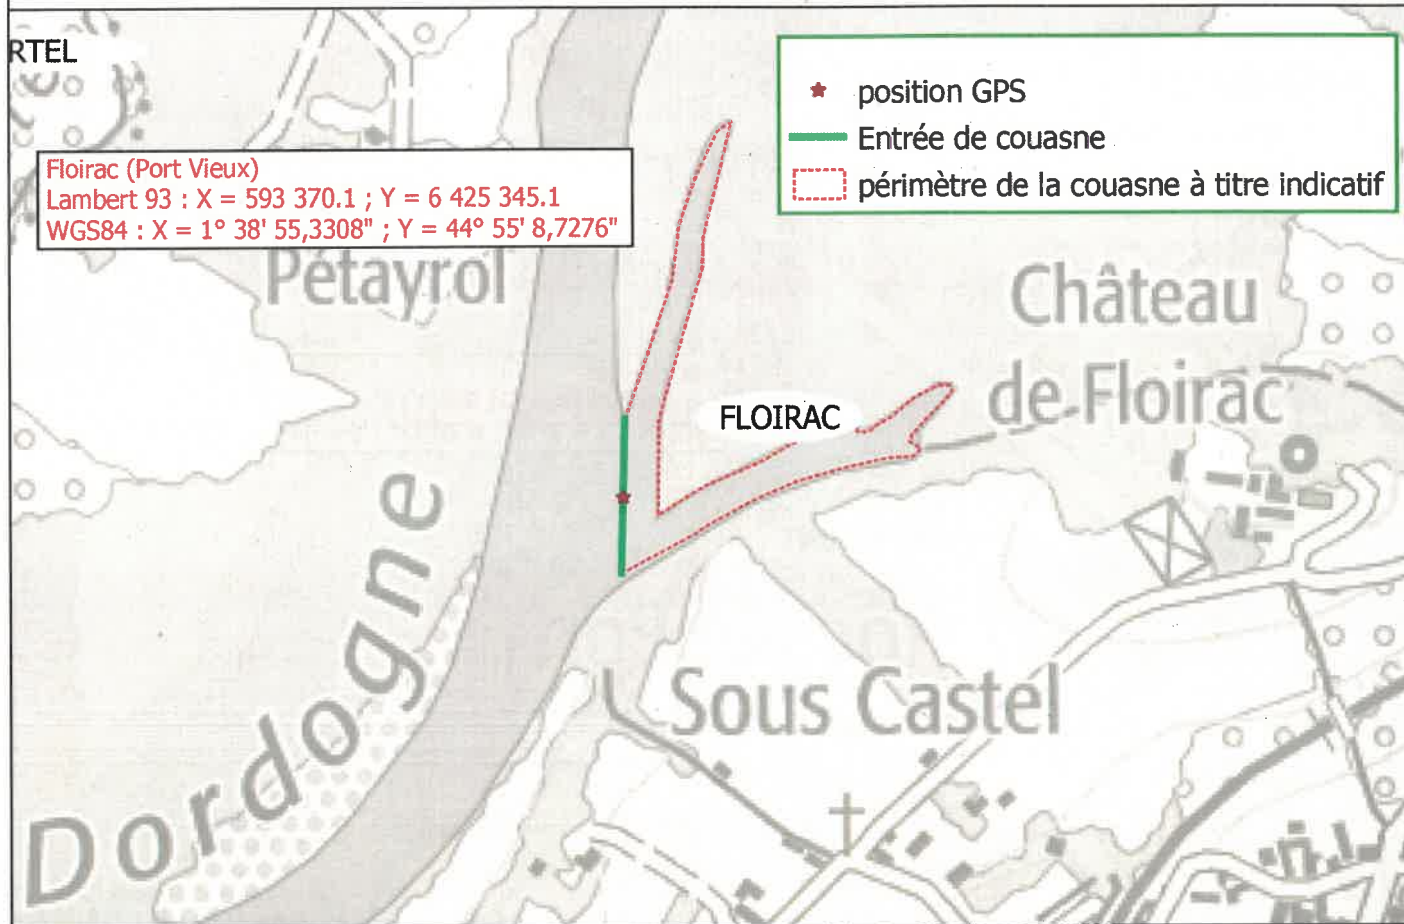 RTEL
position GPS
Entrée de couasne
périmètre de la couasne à titre indicatif
Floirac (Port Vieux)
Lambert 93 : X = 593 370.1 ; Y = 6 425 345.1
WGS84 : X = 1° 38' 55,3308" ; Y = 44° 55' 8,7276"
Pétayrol
Château
de Floirac
FLOIRAC
Dordogne
Sous Castel